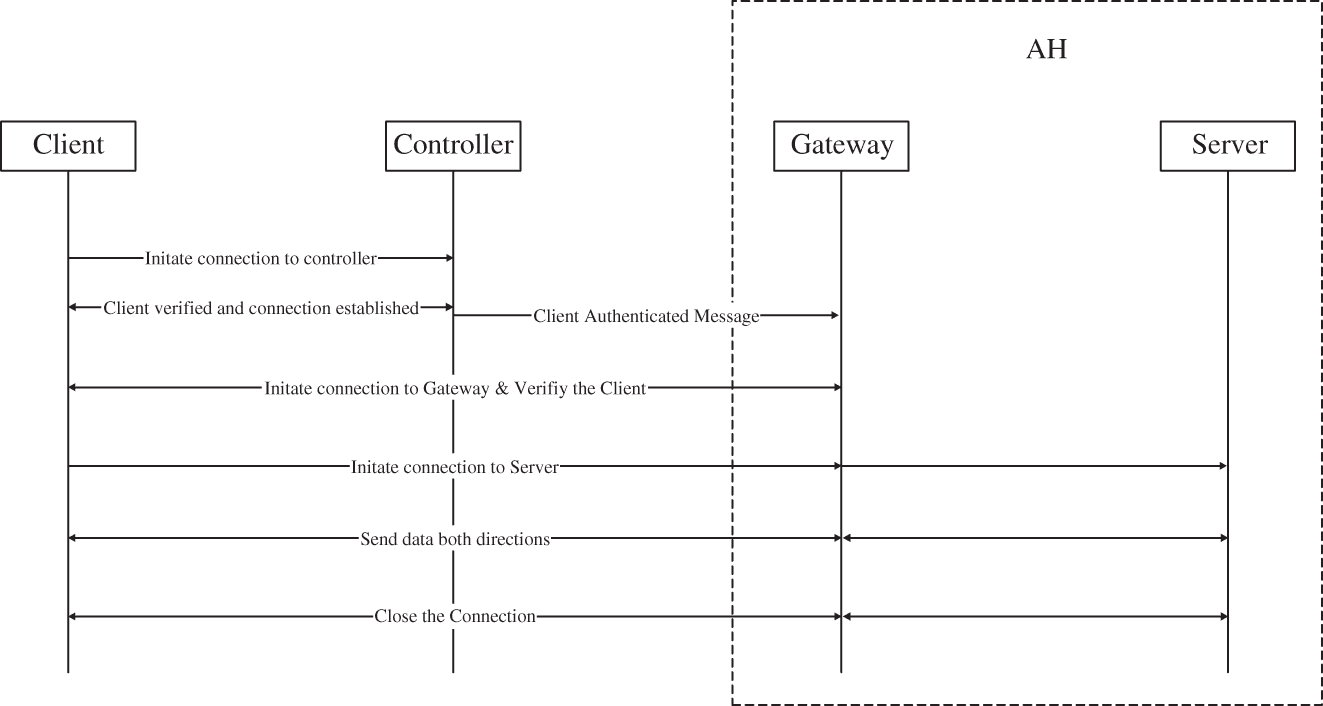 AH
Client
Controller
Gateway
Server
Initate connection to controller
Client verified and connection established
Client Authenticated Message
Initate connection to Gateway & Verifiy the Client
Initate connection to Server
Send data both directions
Close the Connection